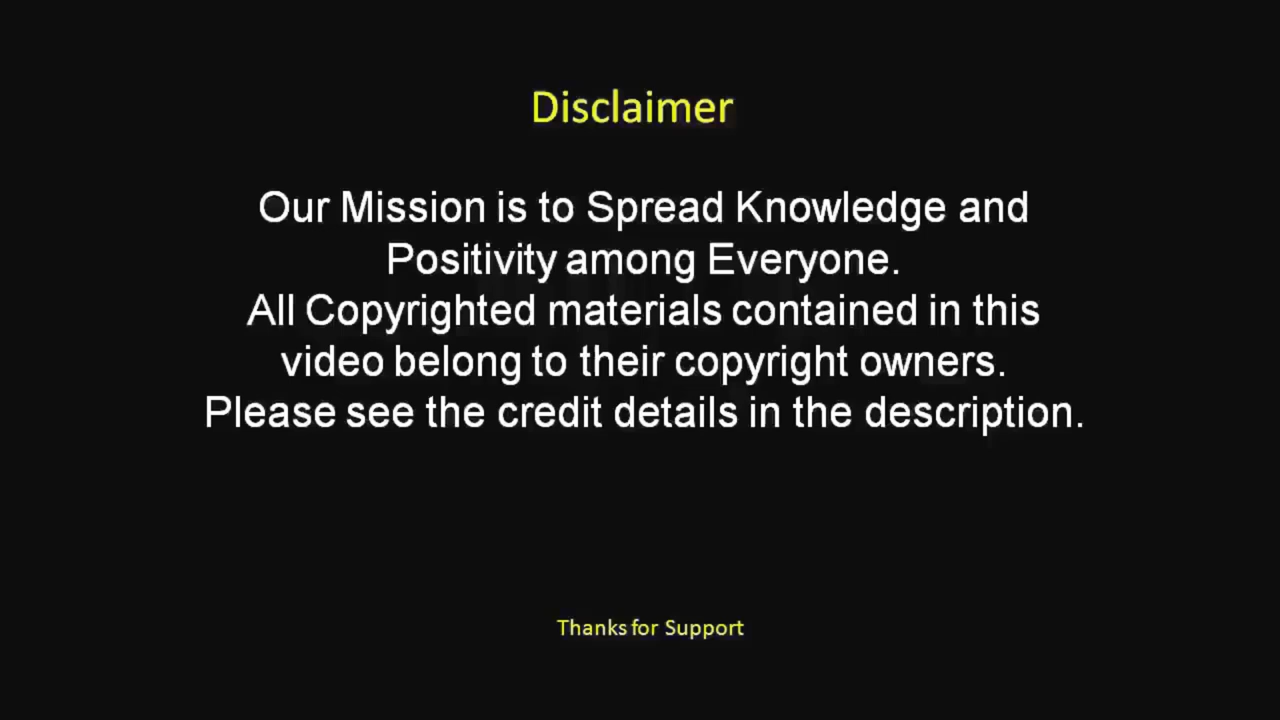 Disclaimer
Our Mission is to Spread Knowledge and
Positivity among Everyone.
All Copyrighted materials contained in this
video belong to their copyright owners.
Please see the credit details in the description.
Thanks for Support